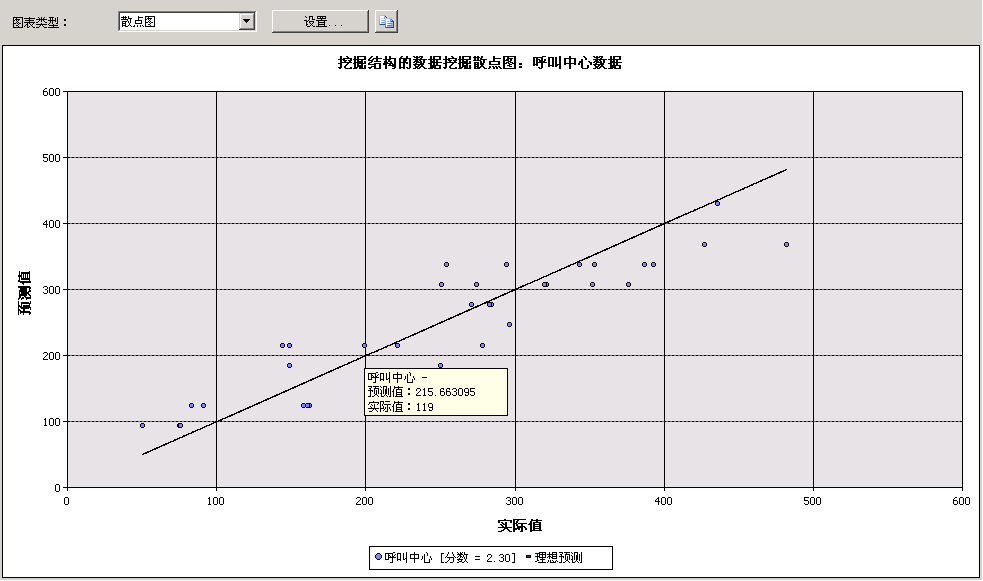 图表类型：
散点图
设置...
挖掘结构的数据挖掘散点图：呼叫中心数据
600
500
400
300
200
100
0
预测值
呼叫中心 -
预测值：215.663095
实际值：119
0 100 200 300 400 500 600
实际值
呼叫中心 [分数 = 2.30] 理想预测